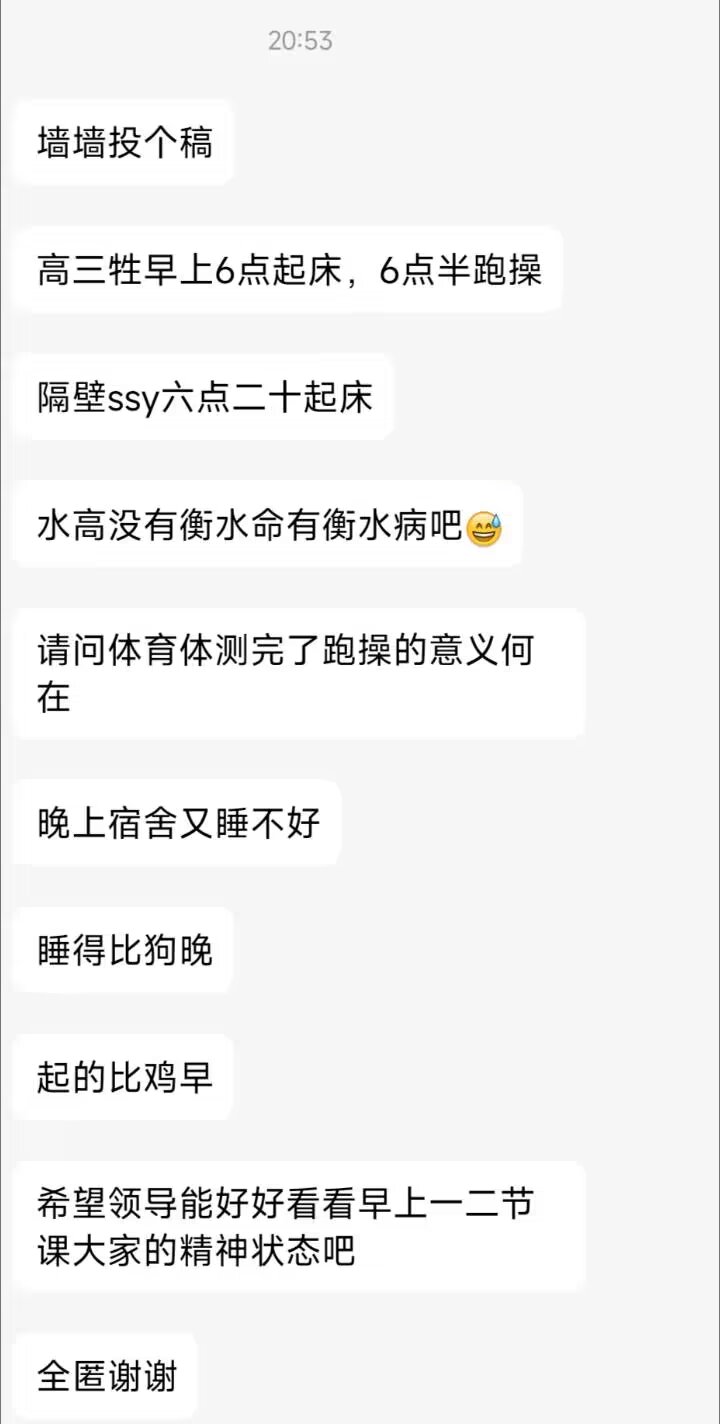 20:53
墙墙投个稿
高三牲早上6点起床，6点半跑操
隔壁ssy六点二十起床
水高没有衡水命有衡水病吧😅
请问体育体测完了跑操的意义何
在
晚上宿舍又睡不好
睡得比狗晚
起的比鸡早
希望领导能好好看看早上一二节
课大家的精神状态吧
全匿谢谢